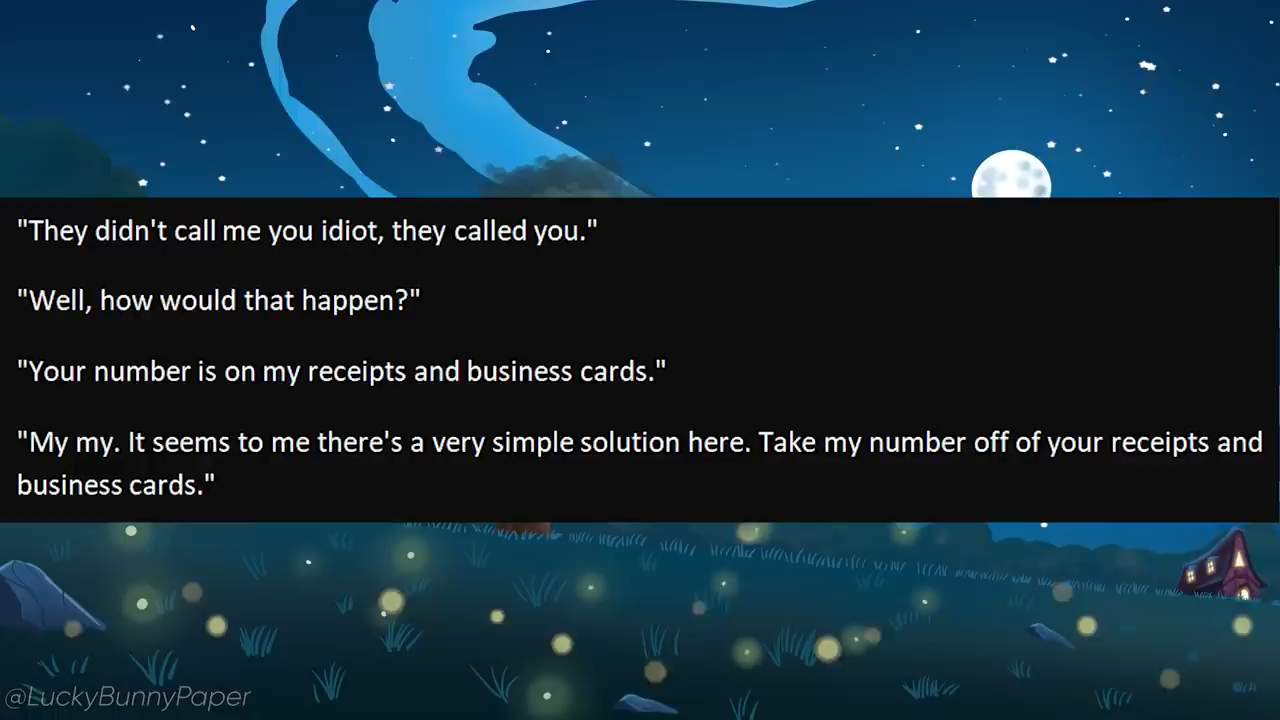 "They didn't call me you idiot, they called you."
"Well, how would that happen?"
"Your number is on my receipts and business cards."
"My my. It seems to me there's a very simple solution here. Take my number off of your receipts and
business cards."
@LuckyBunnyPaper